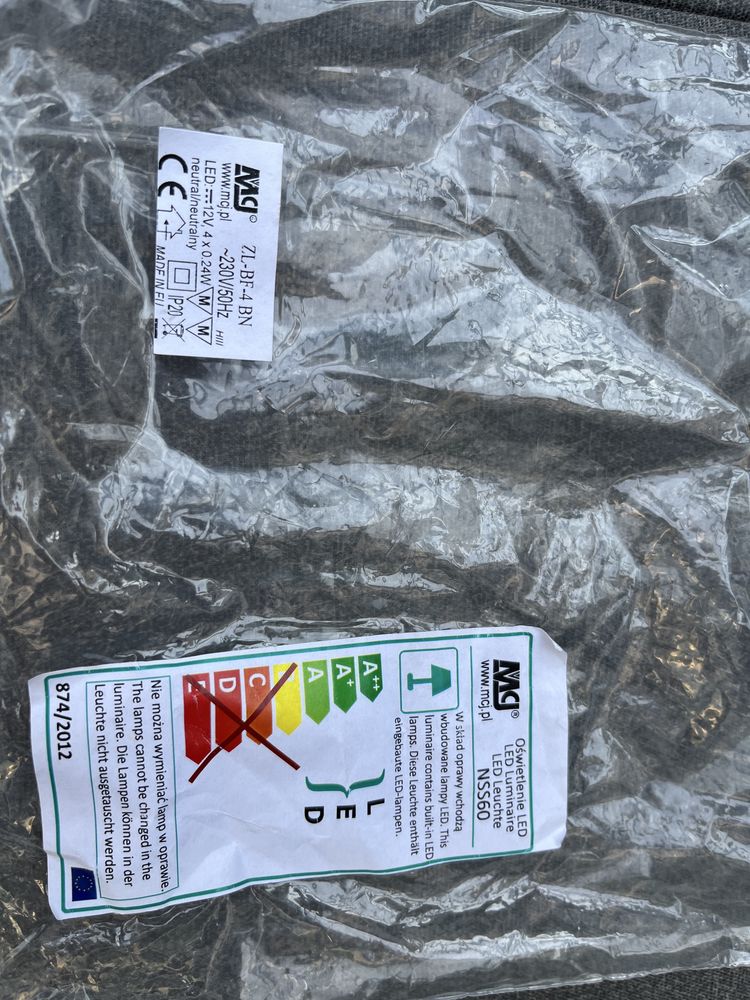 MCJ©
ZL-BF-4 BN
www.mcj.pl
~230V/50Hz
LED: 12V, 4 x 0.24W
M M
neutral/neutralny
CE
IP20
MADE IN EU
MCJ®
www.mcj.pl
Oświetlenie LED
LED Luminaire
LED Leuchte
NSS60
W skład oprawy wchodzą
wbudowane lampy LED. This
luminaire contains built-in LED
lamps. Diese Leuchte enthält
eingebaute LED-lampen.
A++
A+
A
C
D
E
L
E
D
Nie można wymieniać lamp w oprawie.
The lamps cannot be changed in the
luminaire. Die Lampen können in der
Leuchte nicht ausgetauscht werden.
874/2012